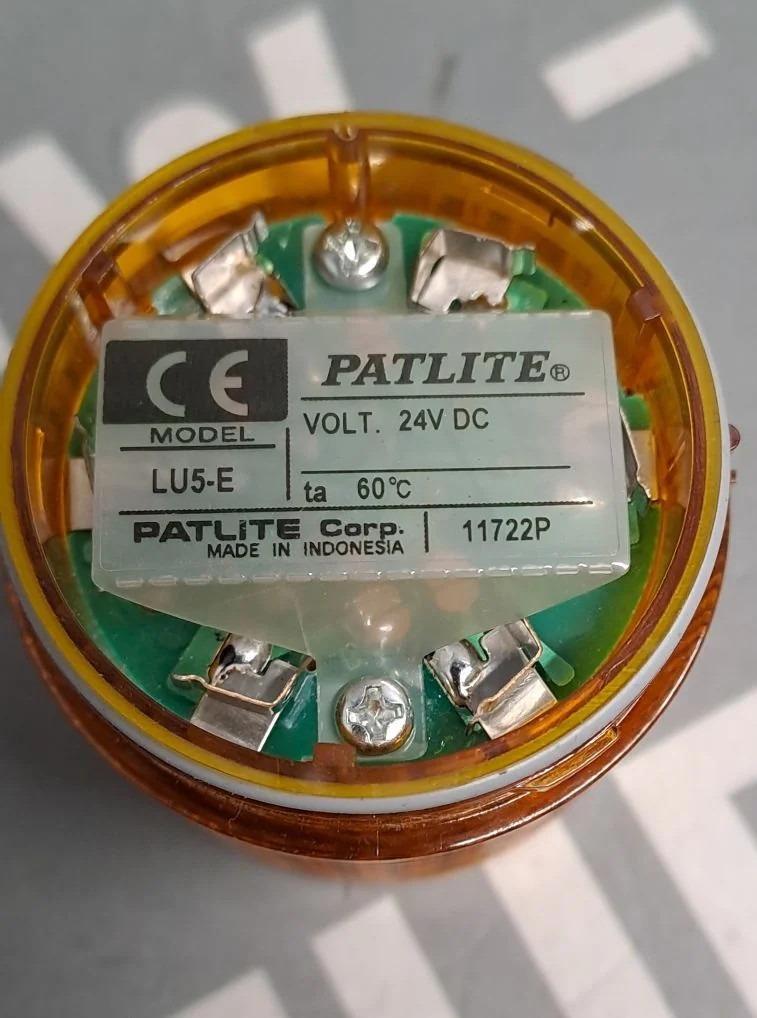 CE
PATLITE®
MODEL
VOLT. 24V DC
LU5-E
ta 60℃
PATLITE Corp.
11722P
MADE IN INDONESIA